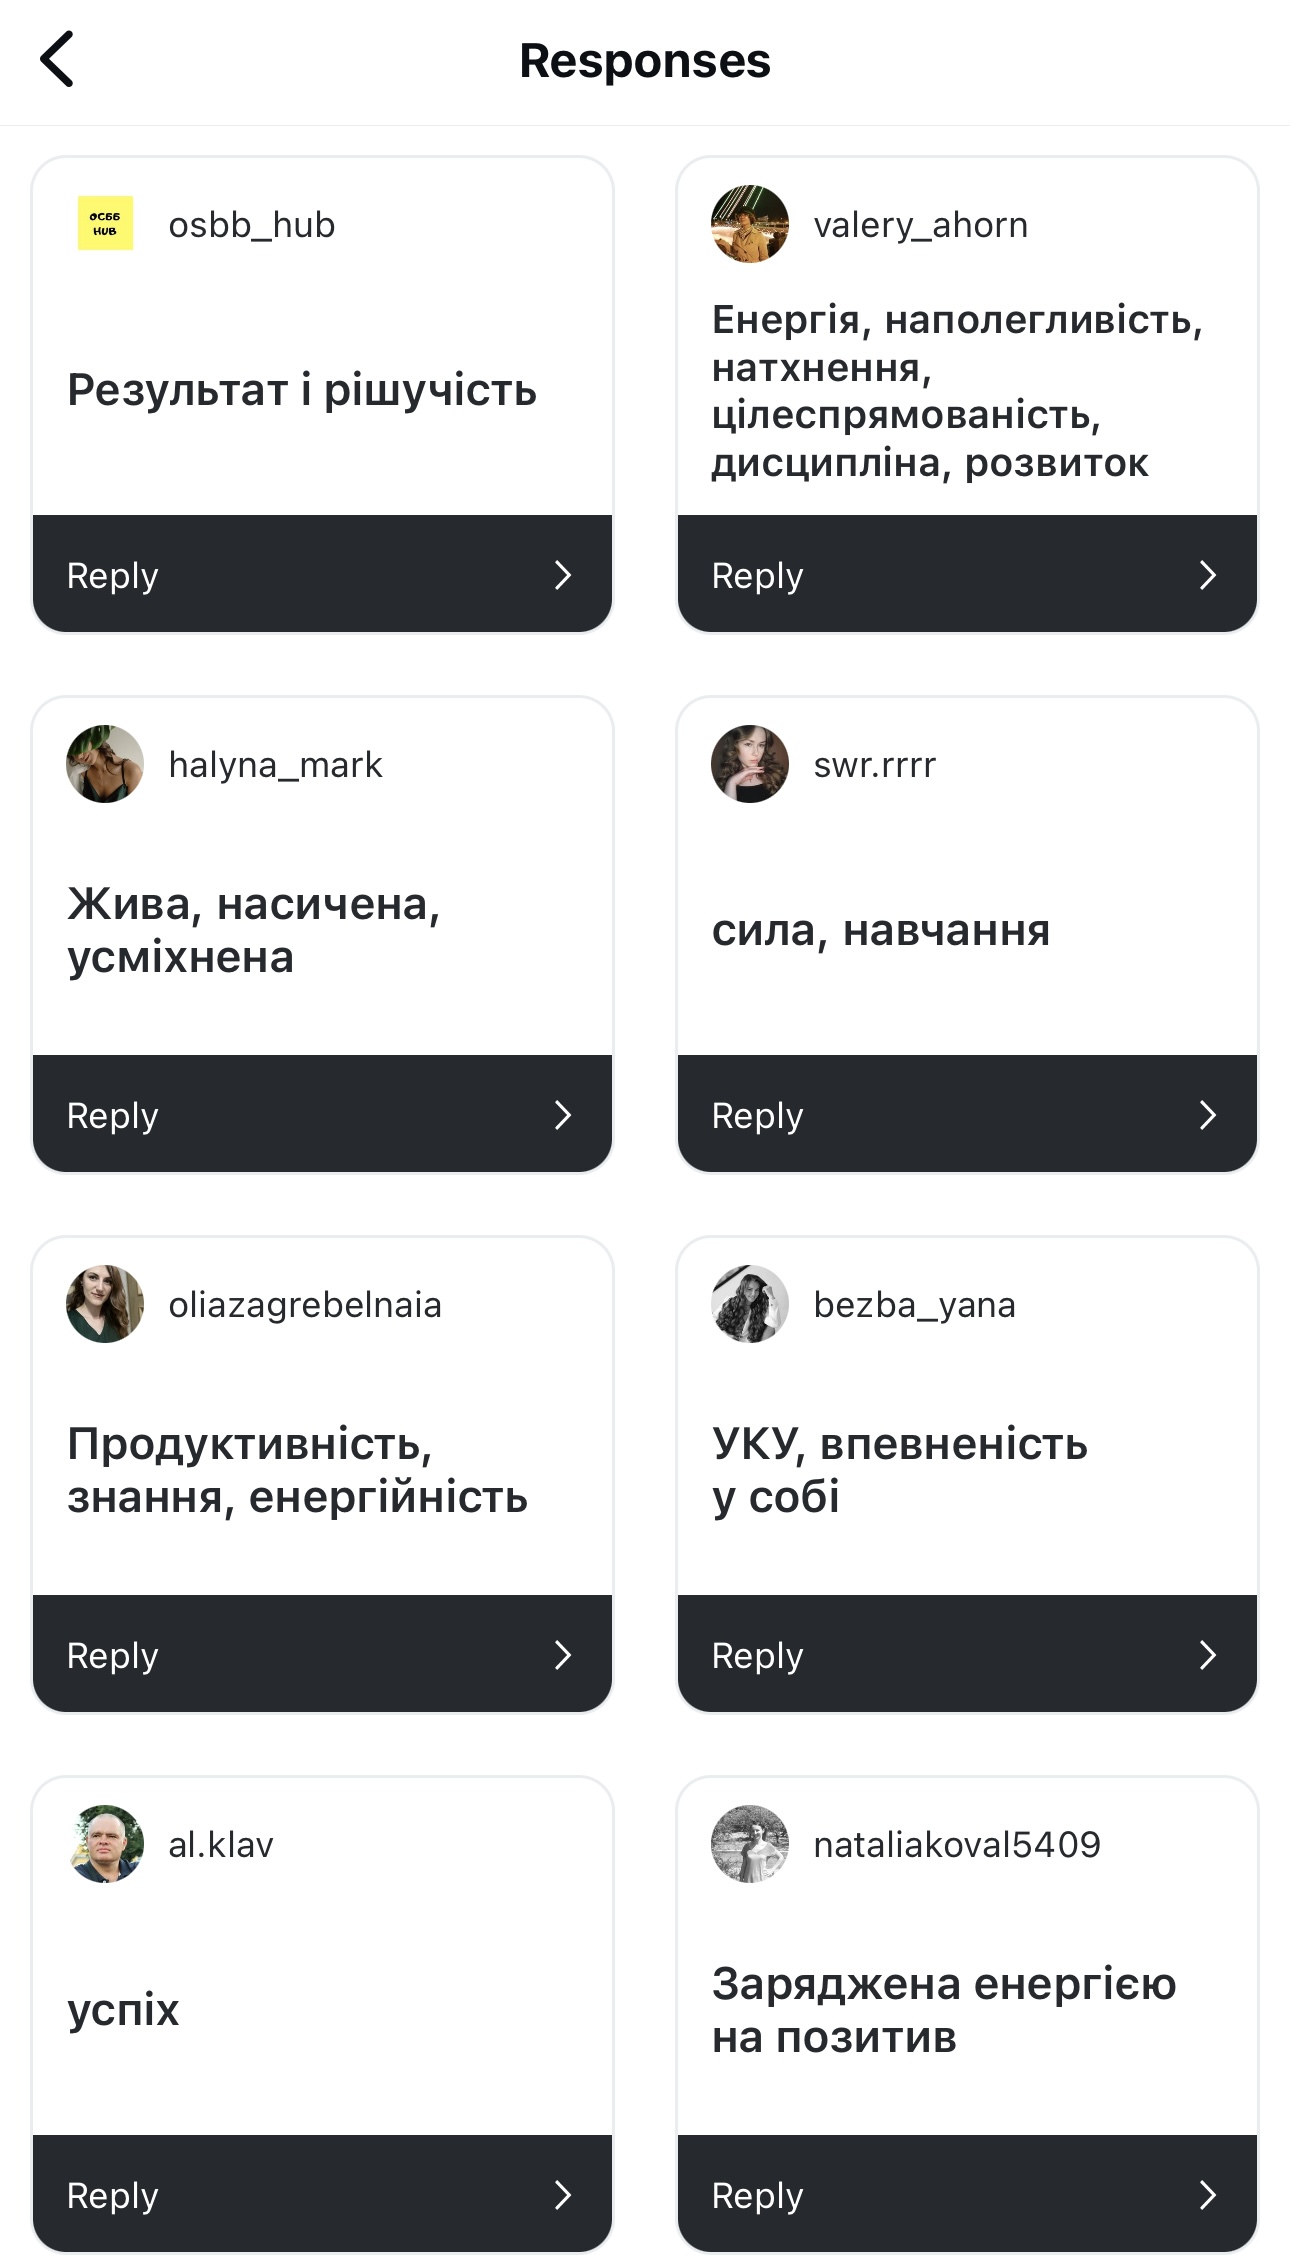 Responses
ОСББ
HUB
osbb_hub
Результат і рішучість
Reply
valery_ahorn
Енергія, наполегливість,
натхнення,
цілеспрямованість,
дисципліна, розвиток
Reply
halyna_mark
Жива, насичена,
усміхнена
Reply
swr.rrrr
сила, навчання
Reply
oliazagrebelnaia
Продуктивність,
знання, енергійність
Reply
bezba_yana
УКУ, впевненість
у собі
Reply
al.klav
успіх
Reply
nataliakoval5409
Заряджена енергією
на позитив
Reply